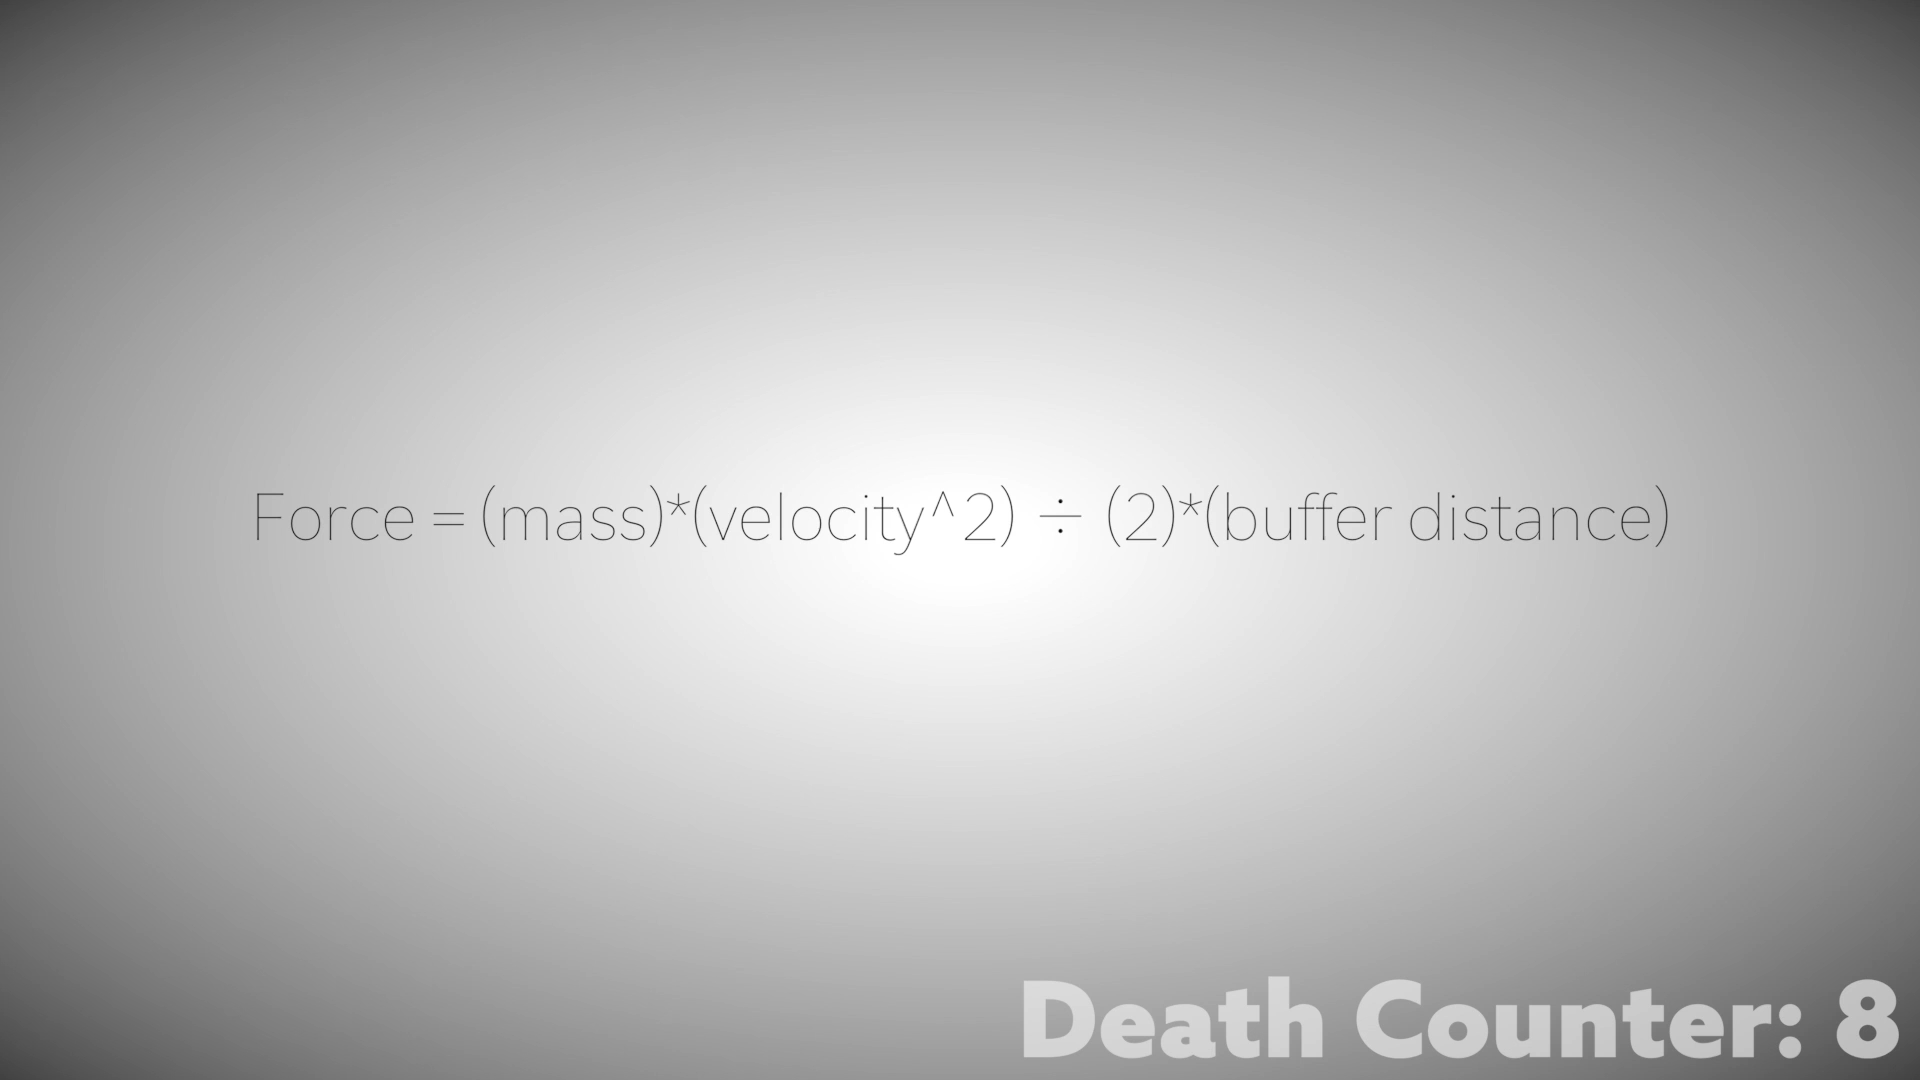 Force = (mass)*(velocity^2) ÷ (2)*(buffer distance)
Death Counter: 8